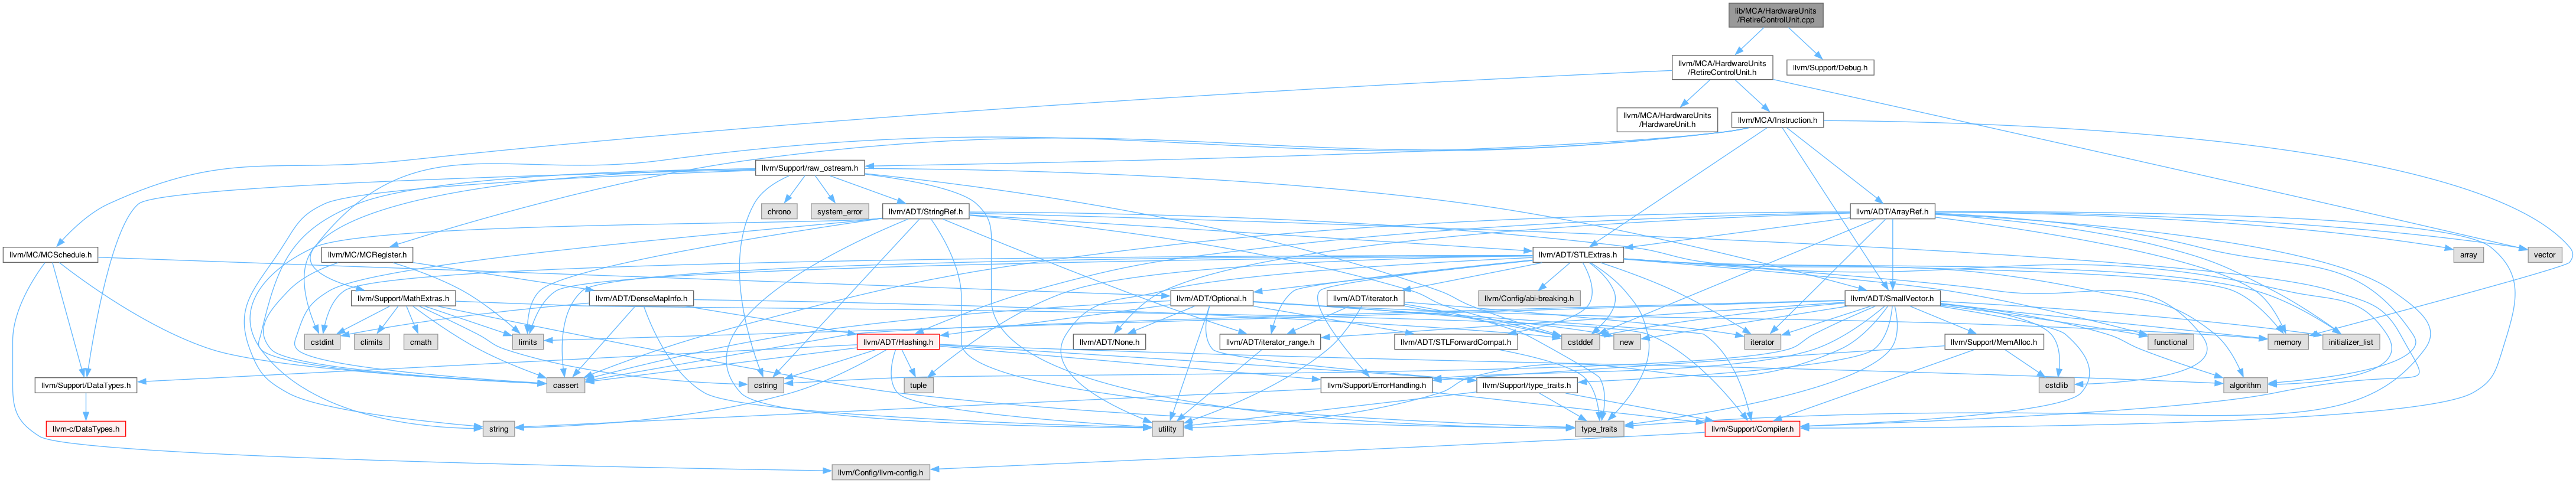 lib/MCA/HardwareUnits
/RetireControlUnit.cpp
llvm/MCA/HardwareUnits
/RetireControlUnit.h
llvm/Support/Debug.h
llvm/MCA/HardwareUnits
/HardwareUnit.h
llvm/MCA/Instruction.h
llvm/Support/raw_ostream.h
chrono
system_error
llvm/ADT/StringRef.h
llvm/ADT/ArrayRef.h
llvm/MC/MCSchedule.h
llvm/MC/MCRegister.h
llvm/ADT/STLExtras.h
array
vector
llvm/Support/MathExtras.h
llvm/ADT/DenseMapInfo.h
llvm/ADT/Optional.h
llvm/ADT/iterator.h
llvm/Config/abi-breaking.h
llvm/ADT/SmallVector.h
cstdint
climits
cmath
limits
llvm/ADT/Hashing.h
llvm/ADT/None.h
llvm/ADT/iterator_range.h
llvm/ADT/STLForwardCompat.h
cstddef
new
iterator
llvm/Support/MemAlloc.h
functional
memory
initializer_list
llvm/Support/DataTypes.h
cassert
cstring
tuple
llvm/Support/ErrorHandling.h
llvm/Support/type_traits.h
cstdlib
algorithm
llvm-c/DataTypes.h
string
utility
type_traits
llvm/Support/Compiler.h
llvm/Config/llvm-config.h